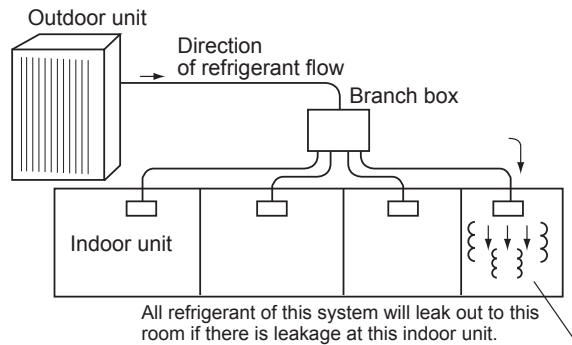 Outdoor unit
Direction
of refrigerant flow
Branch box
Indoor unit
All refrigerant of this system will leak out to this
room if there is leakage at this indoor unit.